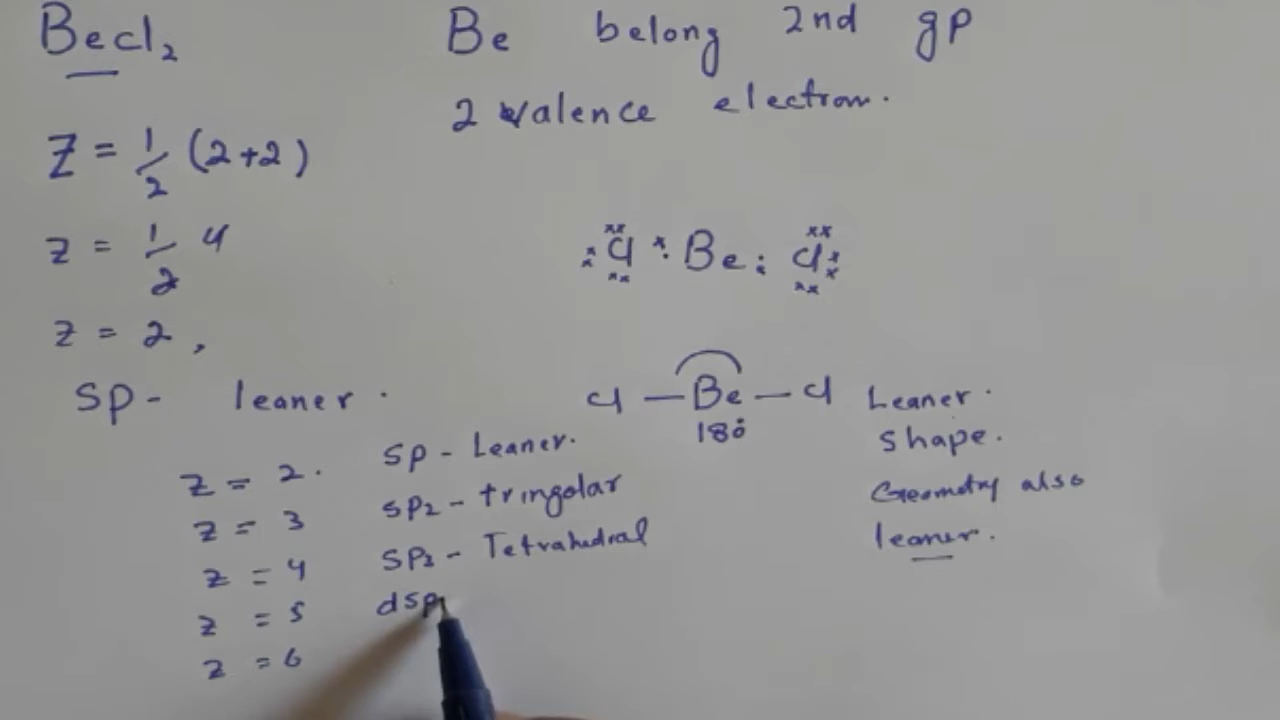 Becl₂
Be belong 2nd gp
2 valence electron.
Z = 1/2 (2+2)
Z = 1/2 4
Z = 2,
:Cl : Be : Cl:
SP- leaner.
Cl — Be — Cl
180°
Leaner.
shape.
Geometry also
leaner.
Z = 2. SP - Leaner.
Z = 3 SP2 - tringolar
Z = 4 SP3 - Tetrahedral
Z = 5 dsp
Z = 6